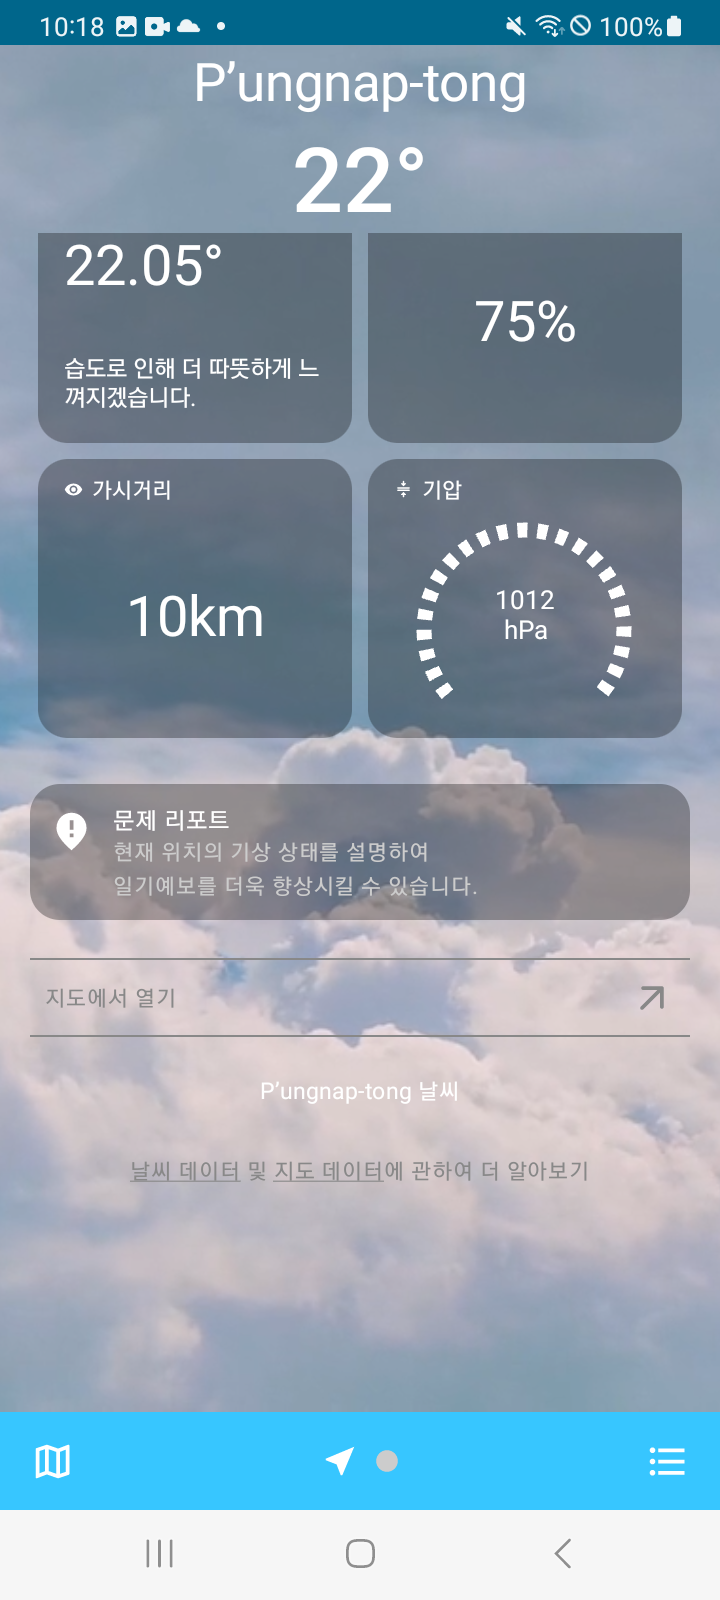 10:18
100%
P’ungnap-tong
22°
22.05°
습도로 인해 더 따뜻하게 느
껴지겠습니다.
75%
가시거리
10km
기압
1012
hPa
문제 리포트
현재 위치의 기상 상태를 설명하여
일기예보를 더욱 향상시킬 수 있습니다.
지도에서 열기
P’ungnap-tong 날씨
날씨 데이터 및 지도 데이터에 관하여 더 알아보기